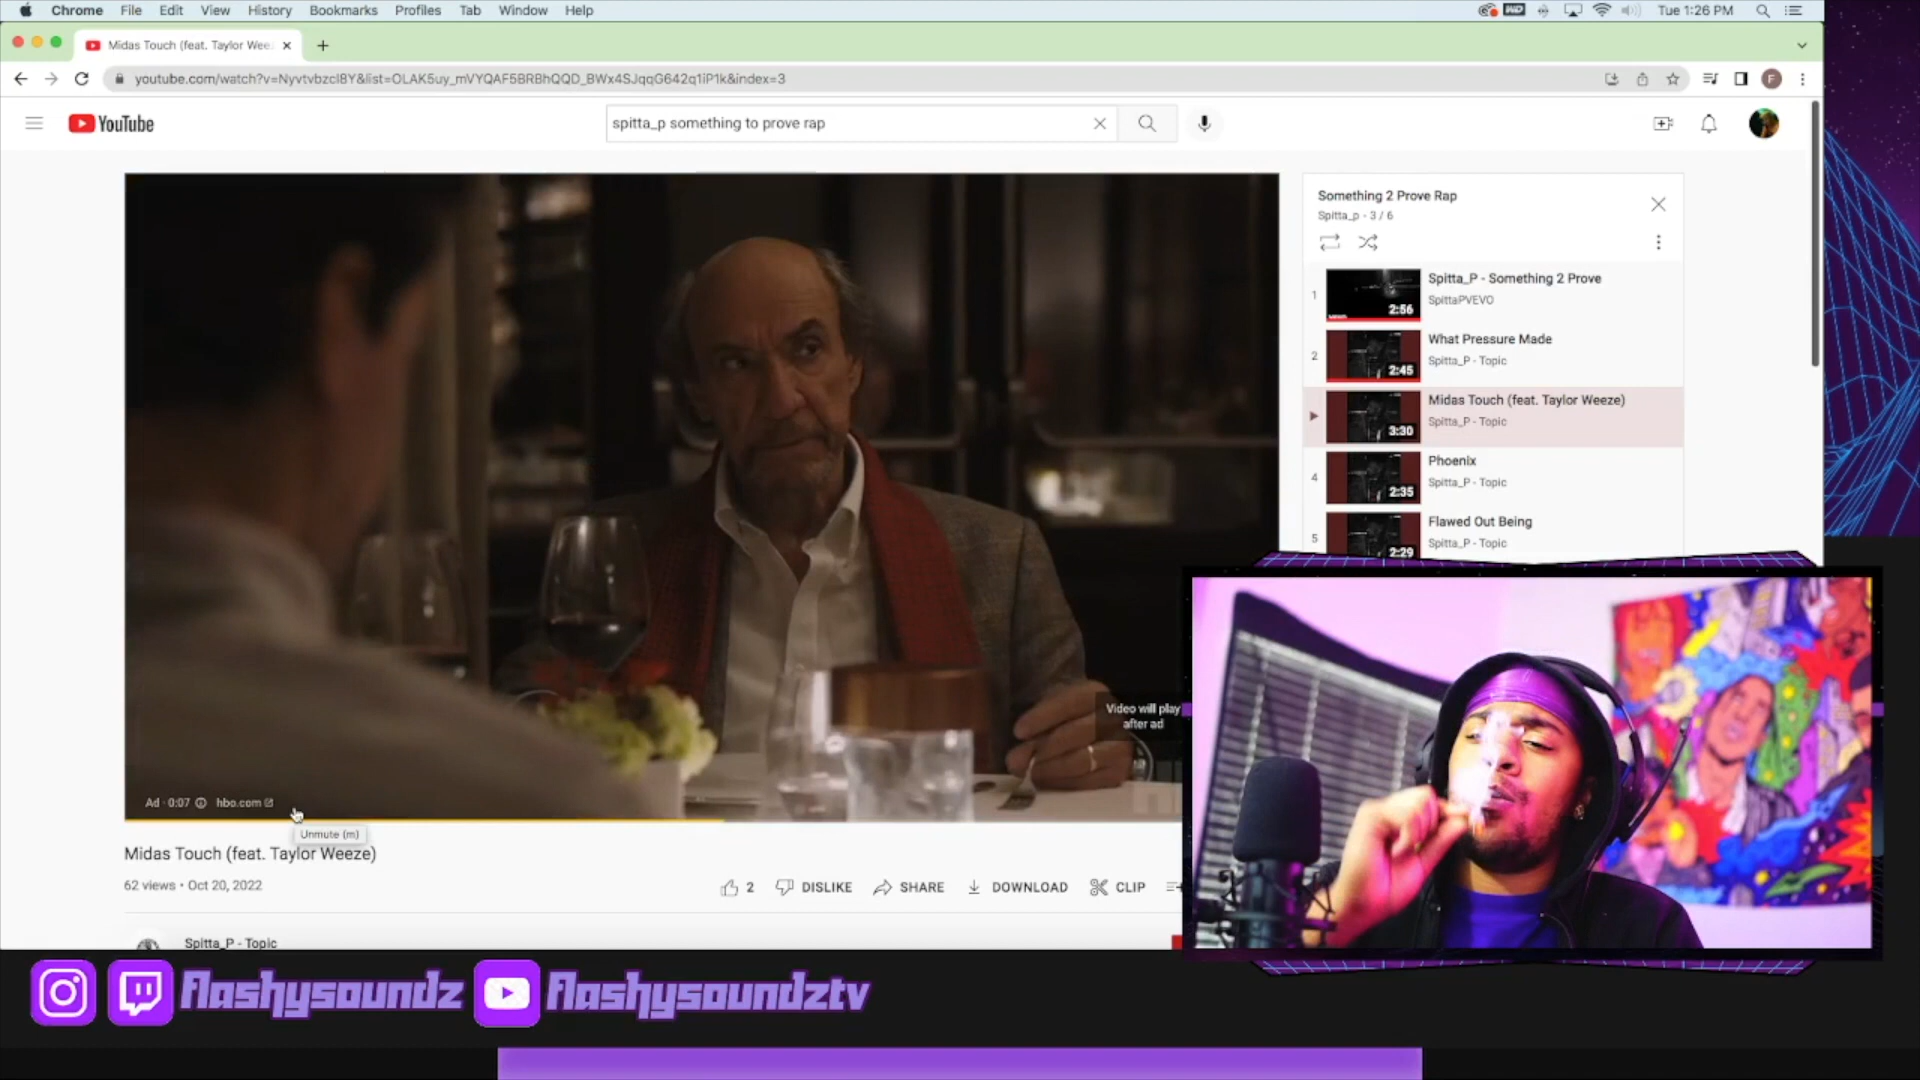 Chrome File Edit View History Bookmarks Profiles Tab Window Help
Tue 1:26 PM
Midas Touch (feat. Taylor Wee
youtube.com/watch?v=NyvtvbzcI8Y&list=OLAK5uy_mVYQAF5BRBhQQD_BWx4SJqqG642q1iP1k&index=3
F
YouTube
spitta_p something to prove rap
Something 2 Prove Rap
Spitta_p - 3 / 6
1
2:56
Spitta_P - Something 2 Prove
SpittaPVEVO
2
2:45
What Pressure Made
Spitta_P - Topic
3:30
Midas Touch (feat. Taylor Weeze)
Spitta_P - Topic
4
2:35
Phoenix
Spitta_P - Topic
5
2:29
Flawed Out Being
Spitta_P - Topic
Video will play
after ad
Ad · 0:07 hbo.com
Unmute (m)
Midas Touch (feat. Taylor Weeze)
62 views • Oct 20, 2022
2 DISLIKE SHARE DOWNLOAD CLIP
Spitta_P - Topic
flashysoundz flashysoundztv